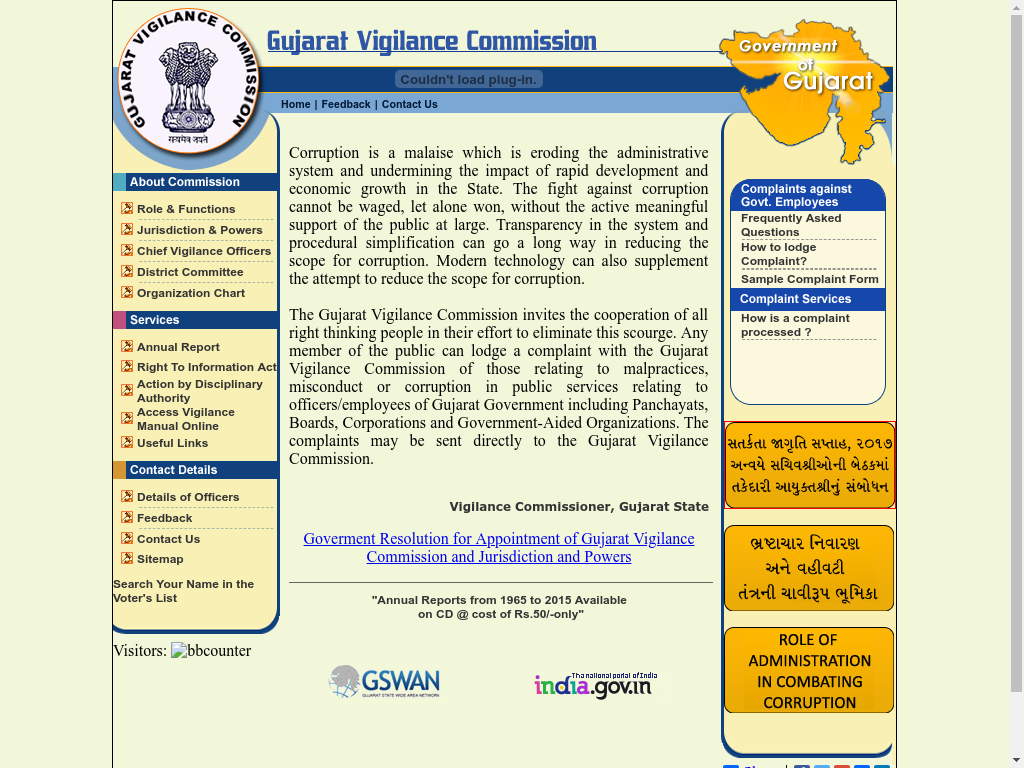 GUJARAT VIGILANCE COMMISSION
सत्यमेव जयते
Gujarat Vigilance Commission
Couldn't load plug-in.
Government
of
Gujarat
Home | Feedback | Contact Us
About Commission
Role & Functions
Jurisdiction & Powers
Chief Vigilance Officers
District Committee
Organization Chart
Services
Annual Report
Right To Information Act
Action by Disciplinary
Authority
Access Vigilance
Manual Online
Useful Links
Contact Details
Details of Officers
Feedback
Contact Us
Sitemap
Search Your Name in the
Voter's List
Visitors: bbcounter
Corruption is a malaise which is eroding the administrative
system and undermining the impact of rapid development and
economic growth in the State. The fight against corruption
cannot be waged, let alone won, without the active meaningful
support of the public at large. Transparency in the system and
procedural simplification can go a long way in reducing the
scope for corruption. Modern technology can also supplement
the attempt to reduce the scope for corruption.
The Gujarat Vigilance Commission invites the cooperation of all
right thinking people in their effort to eliminate this scourge. Any
member of the public can lodge a complaint with the Gujarat
Vigilance Commission of those relating to malpractices,
misconduct or corruption in public services relating to
officers/employees of Gujarat Government including Panchayats,
Boards, Corporations and Government-Aided Organizations. The
complaints may be sent directly to the Gujarat Vigilance
Commission.
Vigilance Commissioner, Gujarat State
Goverment Resolution for Appointment of Gujarat Vigilance
Commission and Jurisdiction and Powers
"Annual Reports from 1965 to 2015 Available
on CD @ cost of Rs.50/-only"
GSWAN
GUJARAT STATE WIDE AREA NETWORK
The national portal of India
india.gov.in
Complaints against
Govt. Employees
Frequently Asked
Questions
How to lodge
Complaint?
Sample Complaint Form
Complaint Services
How is a complaint
processed ?
સતર્કતા જાગૃતિ સપ્તાહ, ૨૦૧૭
અન્વયે સચિવશ્રીઓની બેઠકમાં
તકેદારી આયુક્તશ્રીનું સંબોધન
ભ્રષ્ટાચાર નિવારણ
અને વહીવટી
તંત્રની ચાવીરૂપ ભૂમિકા
ROLE OF
ADMINISTRATION
IN COMBATING
CORRUPTION